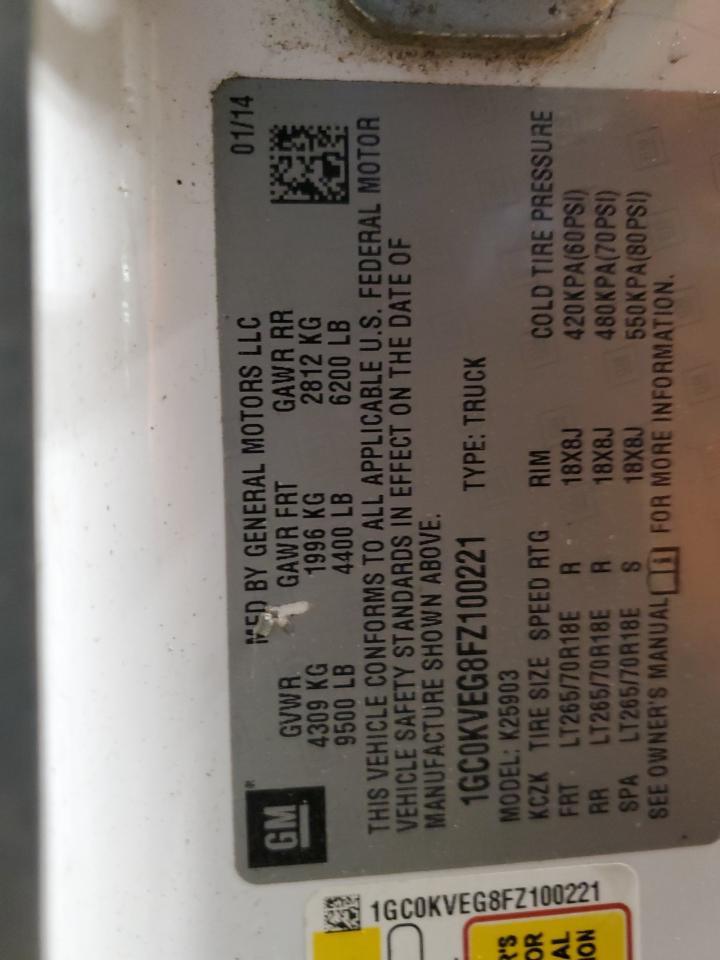 GM
01/14
MFD BY GENERAL MOTORS LLC
GVWR GAWR FRT GAWR RR
4309 KG 1996 KG 2812 KG
9500 LB 4400 LB 6200 LB
THIS VEHICLE CONFORMS TO ALL APPLICABLE U.S. FEDERAL MOTOR
VEHICLE SAFETY STANDARDS IN EFFECT ON THE DATE OF
MANUFACTURE SHOWN ABOVE.
1GC0KVEG8FZ100221 TYPE: TRUCK
MODEL: K25903
KCZK TIRE SIZE SPEED RTG RIM COLD TIRE PRESSURE
FRT LT265/70R18E R 18X8J 420KPA(60PSI)
RR LT265/70R18E R 18X8J 480KPA(70PSI)
SPA LT265/70R18E S 18X8J 550KPA(80PSI)
SEE OWNER'S MANUAL FOR MORE INFORMATION.
1GC0KVEG8FZ100221